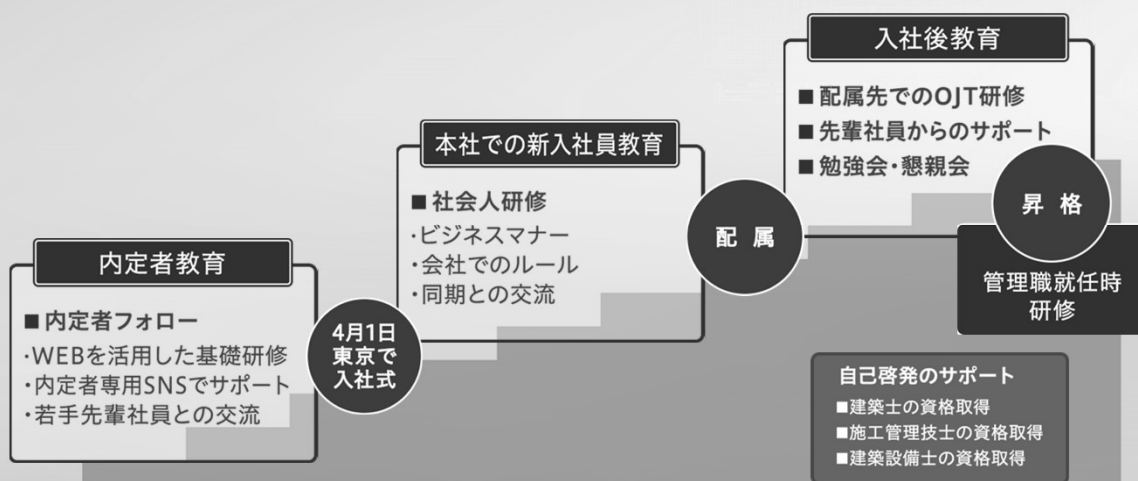 内定者教育
■内定者フォロー
・WEBを活用した基礎研修
・内定者専用SNSでサポート
・若手先輩社員との交流
4月1日
東京で
入社式
本社での新入社員教育
■社会人研修
・ビジネスマナー
・会社でのルール
・同期との交流
配属
入社後教育
■配属先でのOJT研修
■先輩社員からのサポート
■勉強会・懇親会
昇格
管理職就任時
研修
自己啓発のサポート
■建築士の資格取得
■施工管理技士の資格取得
■建築設備士の資格取得